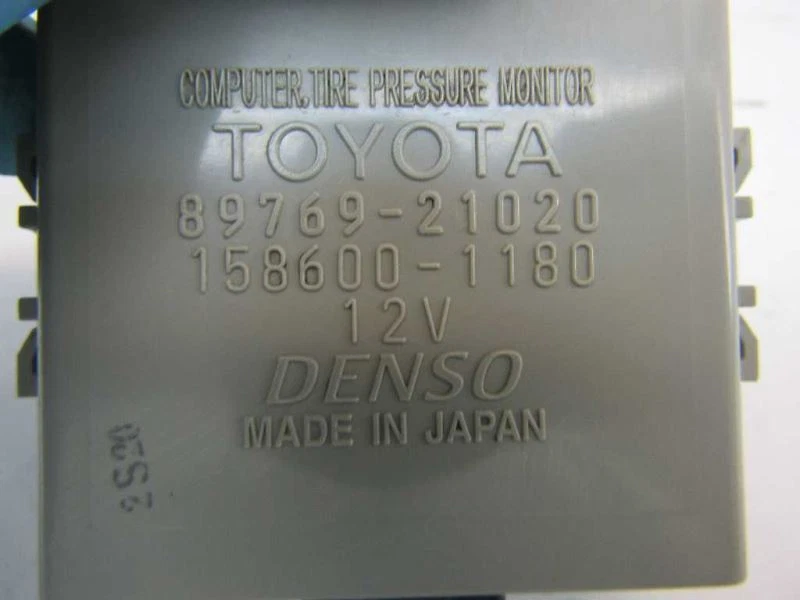 COMPUTER.TIRE PRESSURE MONITOR
TOYOTA
89769-21020
158600-1180
12V
DENSO
MADE IN JAPAN